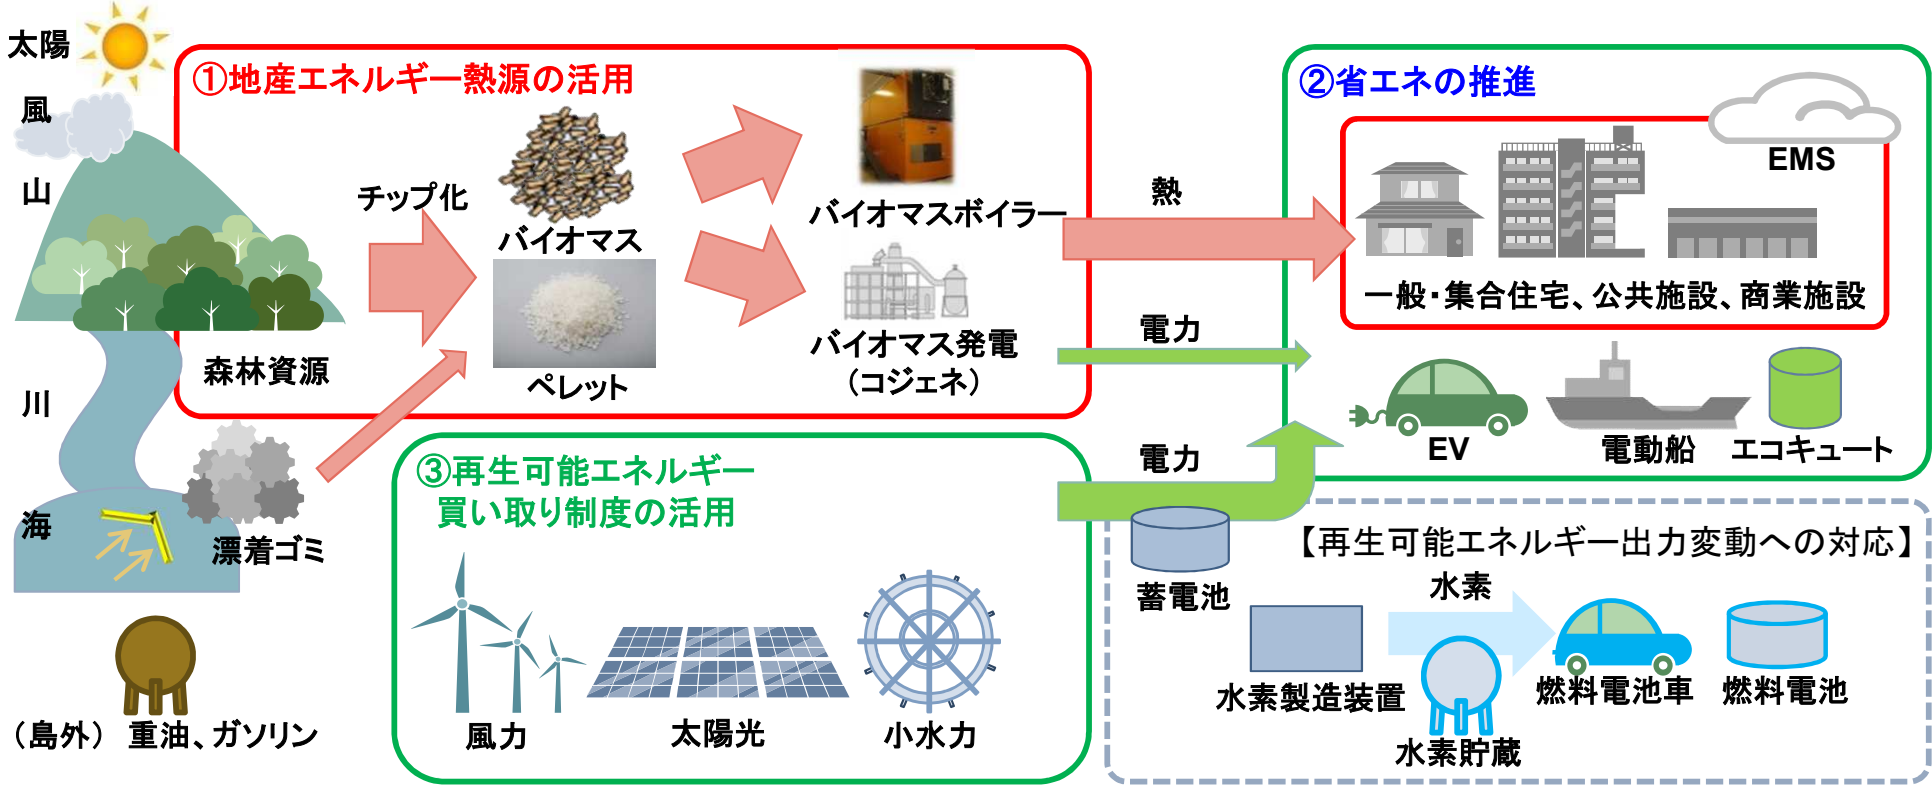 太陽
風
山
川
海
①地産エネルギー熱源の活用
チップ化
バイオマス
ペレット
バイオマスボイラー
バイオマス発電
（コジェネ）
森林資源
漂着ゴミ
（島外） 重油、ガソリン
熱
電力
電力
②省エネの推進
EMS
一般・集合住宅、公共施設、商業施設
EV
電動船
エコキュート
③再生可能エネルギー
買い取り制度の活用
風力
太陽光
小水力
蓄電池
【再生可能エネルギー出力変動への対応】
水素
水素製造装置
水素貯蔵
燃料電池車
燃料電池